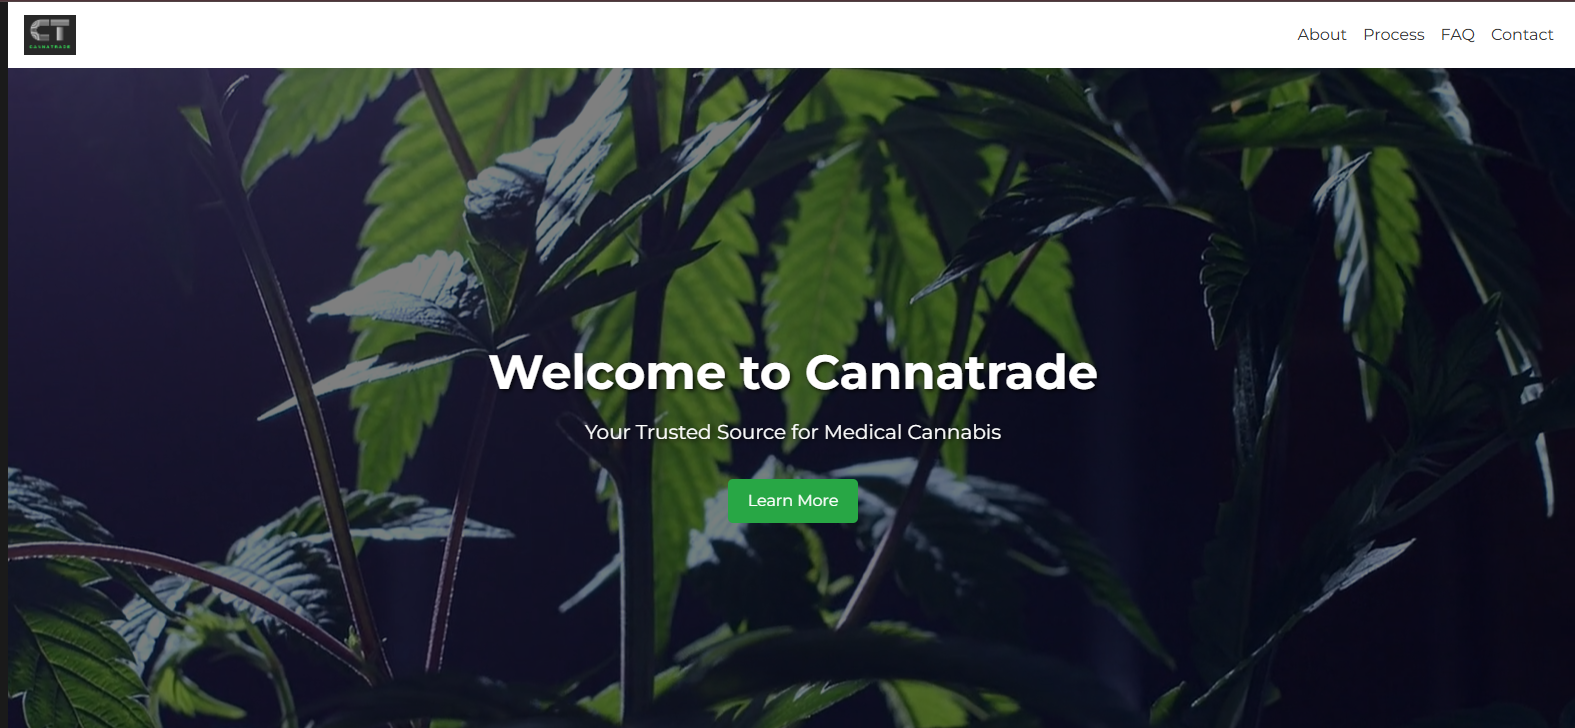 CT
CANNATRADE
About Process FAQ Contact
Welcome to Cannatrade
Your Trusted Source for Medical Cannabis
Learn More